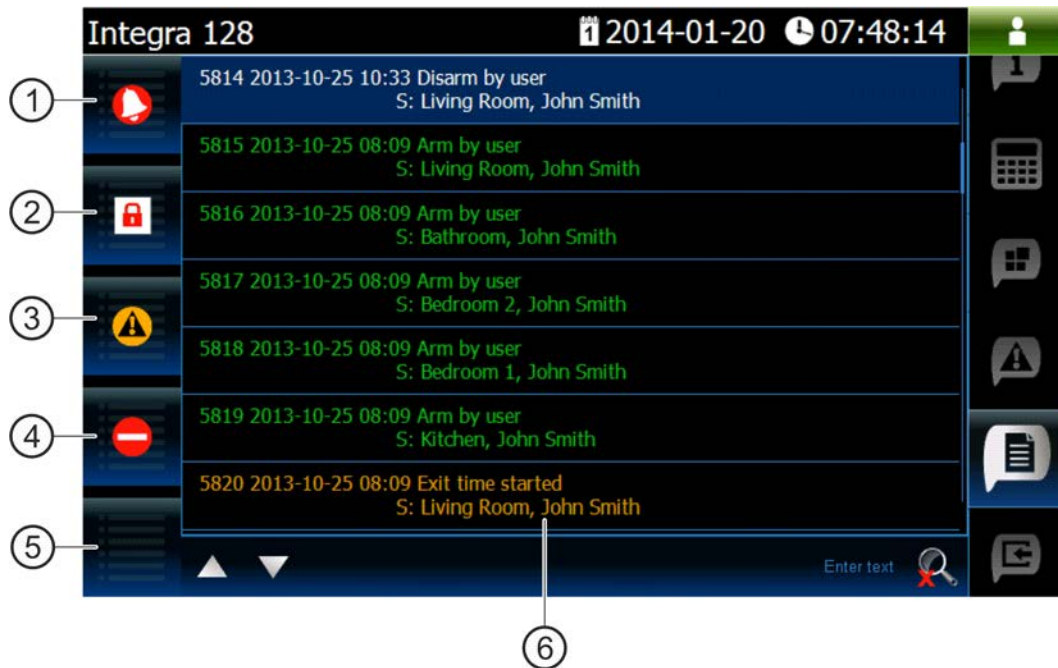 Integra 128
1 2014-01-20 07:48:14
1
1
5814 2013-10-25 10:33 Disarm by user
S: Living Room, John Smith
5815 2013-10-25 08:09 Arm by user
S: Living Room, John Smith
2
5816 2013-10-25 08:09 Arm by user
S: Bathroom, John Smith
5817 2013-10-25 08:09 Arm by user
S: Bedroom 2, John Smith
3
5818 2013-10-25 08:09 Arm by user
S: Bedroom 1, John Smith
4
5819 2013-10-25 08:09 Arm by user
S: Kitchen, John Smith
5820 2013-10-25 08:09 Exit time started
S: Living Room, John Smith
5
Enter text
6